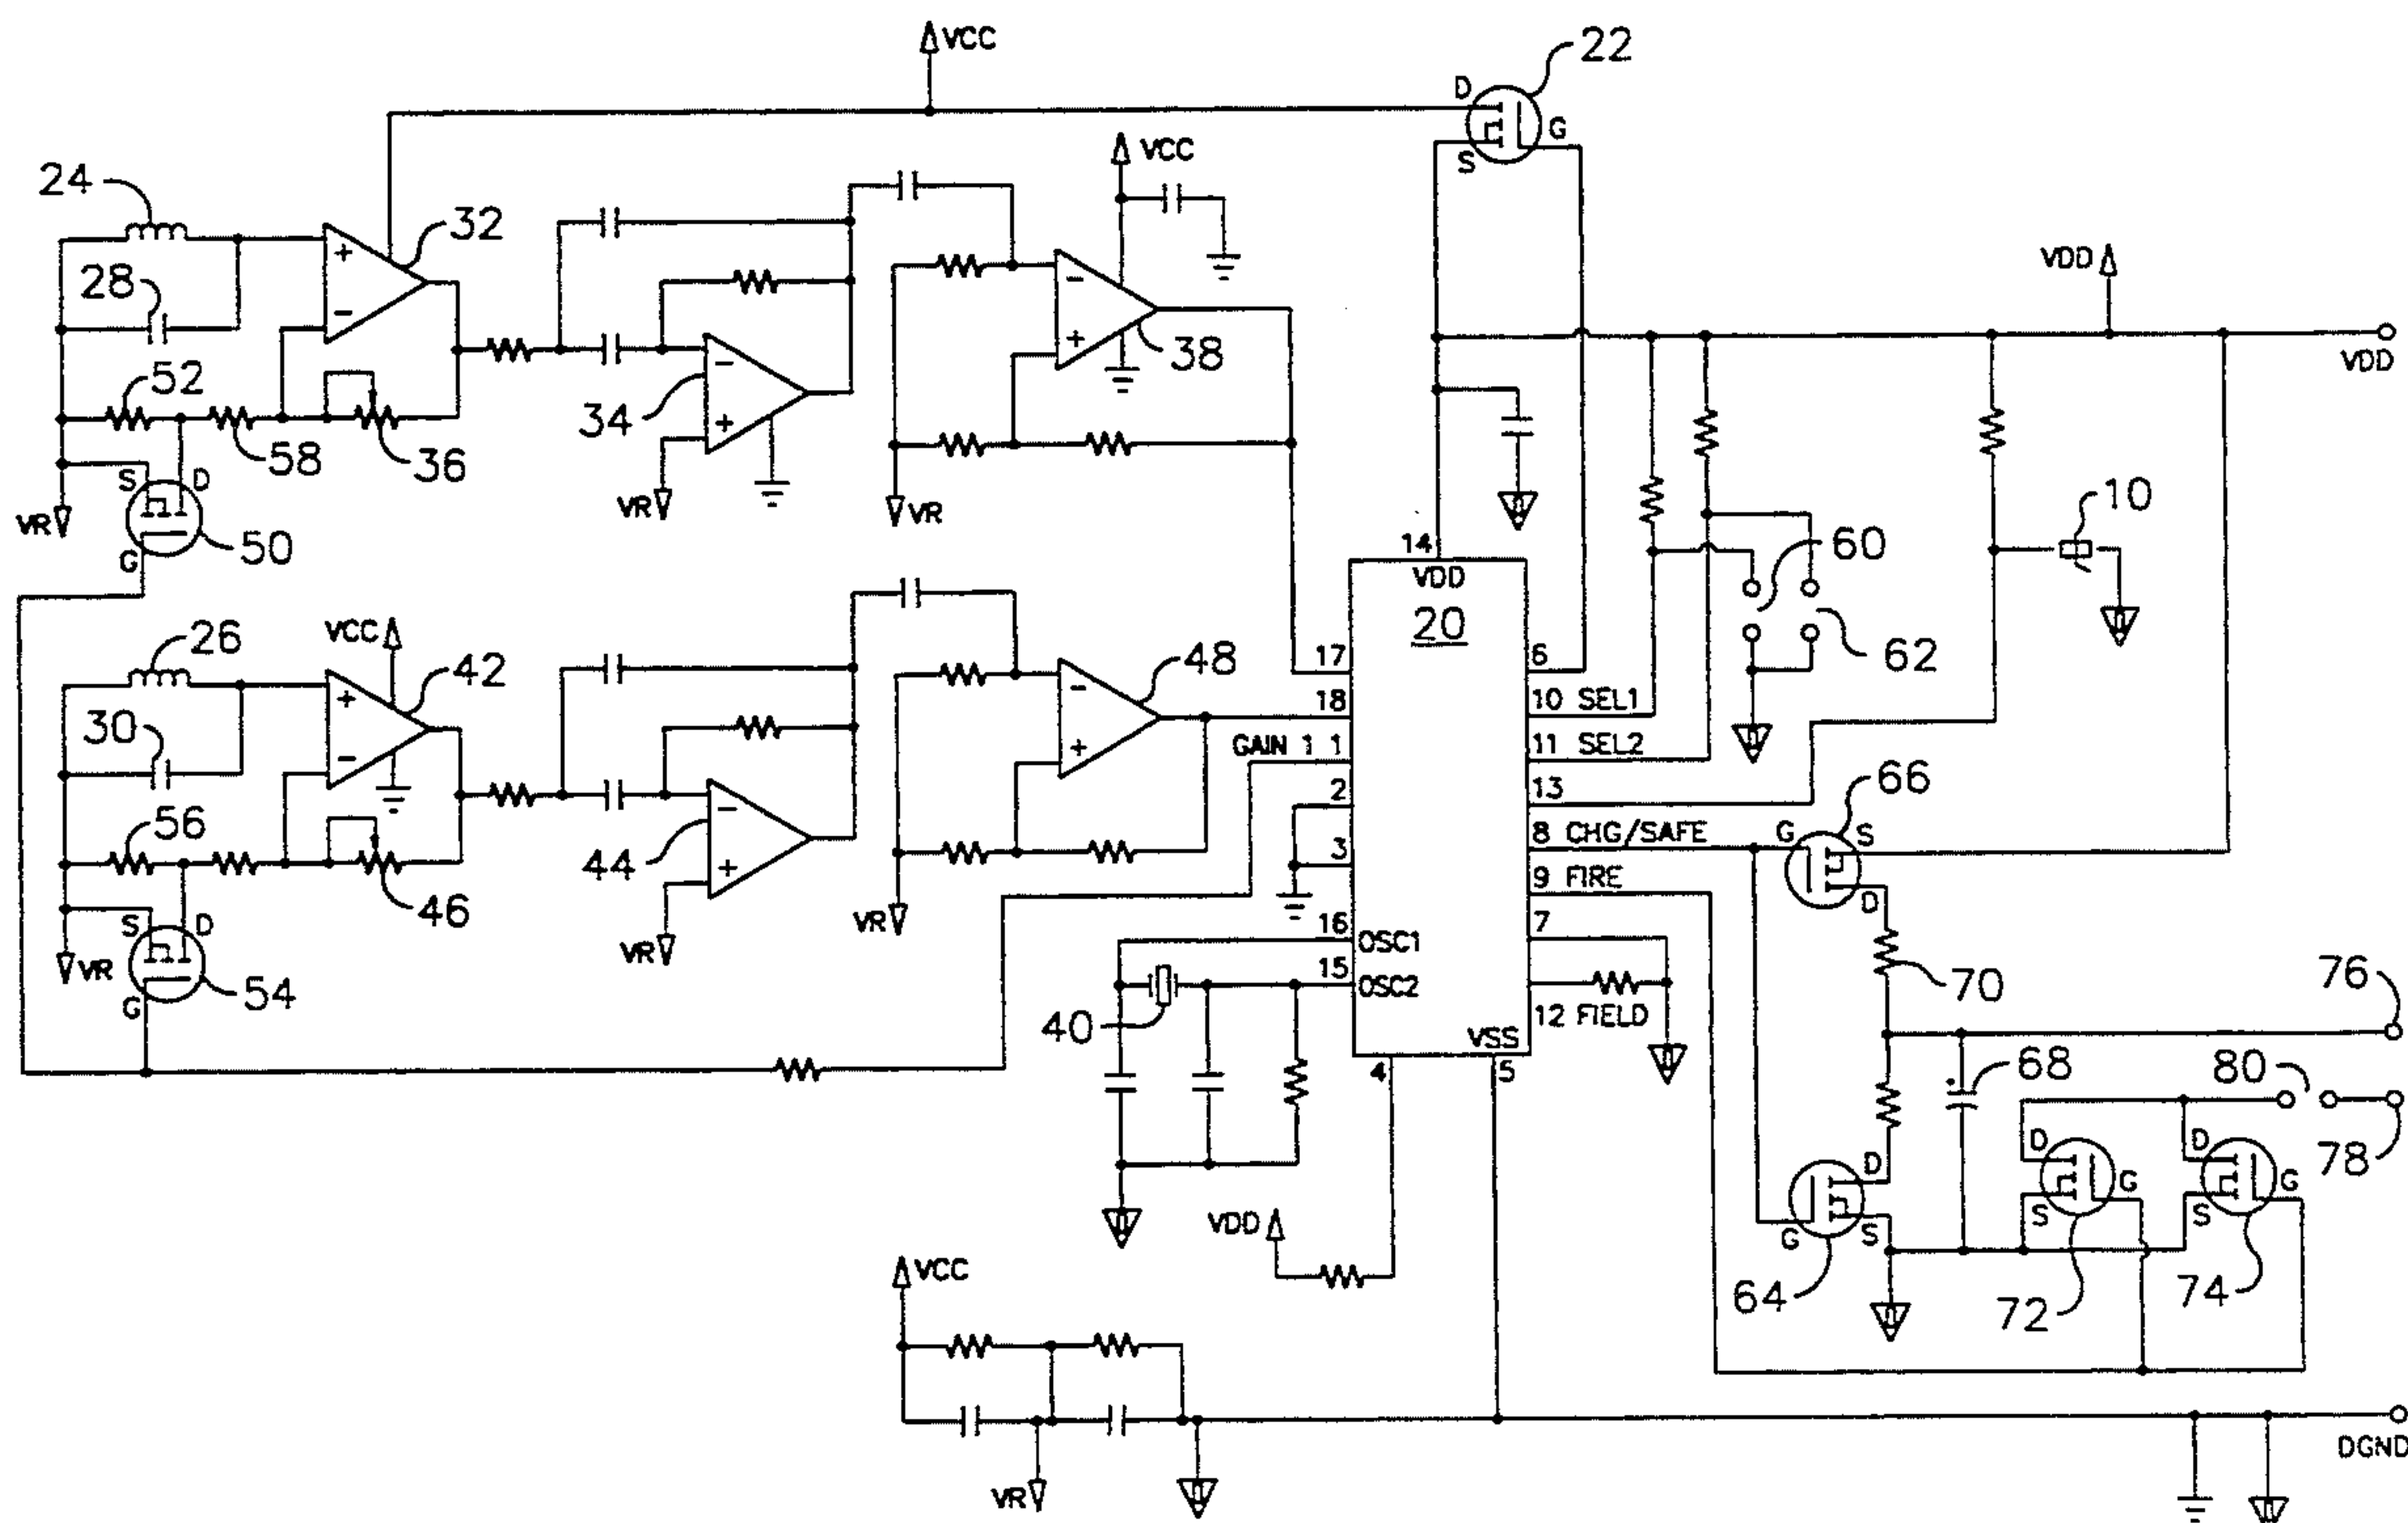 VCC
22
D
G
S
VCC
24
32
28
+
-
-
+
38
VDD
VDD
52
58
36
34
-
+
S
D
VR
50
G
VR
VR
10
14
VDD
20
60
62
26
VCC
42
48
30
+
-
-
+
17
18
GAIN 1 1
2
3
6
10 SEL1
11 SEL2
13
8 CHG/SAFE
9 FIRE
7
12 FIELD
66
G
S
D
56
46
44
-
+
S
D
VR
54
G
VR
VR
16
OSC1
15
OSC2
40
VSS
4
5
70
76
68
80
78
D
G
S
64
D
G
S
72
D
G
S
74
VDD
VCC
VR
DGND